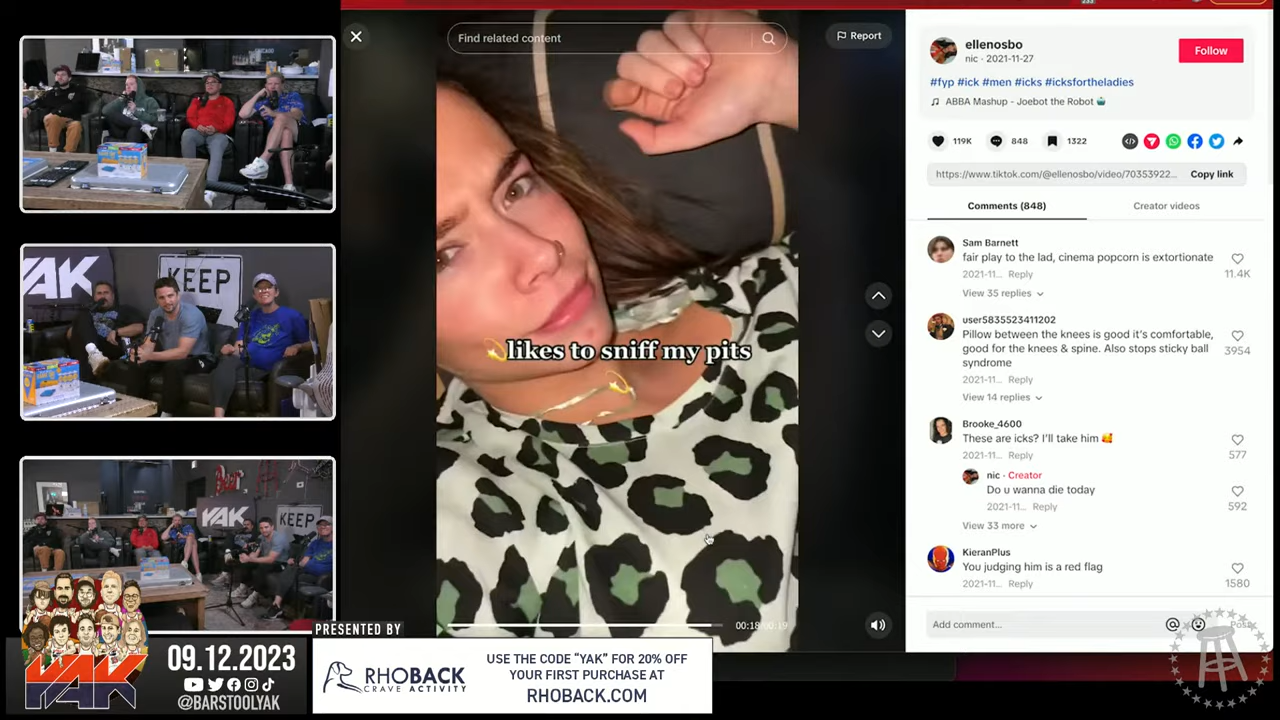 Find related content
Report
likes to sniff my pits
00:18/00:19
ellenosbo
nic · 2021-11-27
Follow
#fyp #ick #men #icks #icksfortheladies
ABBA Mashup - Joebot the Robot
119K
848
1322
https://www.tiktok.com/@ellenosbo/video/70353922...
Copy link
Comments (848)
Creator videos
Sam Barnett
fair play to the lad, cinema popcorn is extortionate
2021-11... Reply
11.4K
View 35 replies
user5835523411202
Pillow between the knees is good it's comfortable,
good for the knees & spine. Also stops sticky ball
syndrome
3954
2021-11... Reply
View 14 replies
Brooke_4600
These are icks? I'll take him
2021-11... Reply
577
nic · Creator
Do u wanna die today
2021-11... Reply
592
View 33 more
KieranPlus
You judging him is a red flag
2021-11... Reply
1580
Add comment...
YAK
KEEP
YAK
KEEP
PRESENTED BY
YAK
09.12.2023
@BARSTOOLYAK
RHOBACK
CRAVE ACTIVITY
USE THE CODE “YAK” FOR 20% OFF
YOUR FIRST PURCHASE AT
RHOBACK.COM